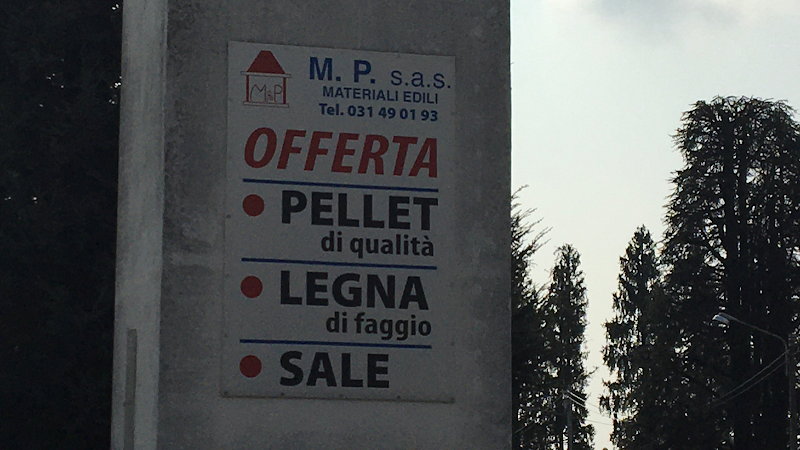 M. P. s.a.s.
MATERIALI EDILI
Tel. 031 49 01 93
M&P
OFFERTA
PELLET
di qualità
LEGNA
di faggio
SALE